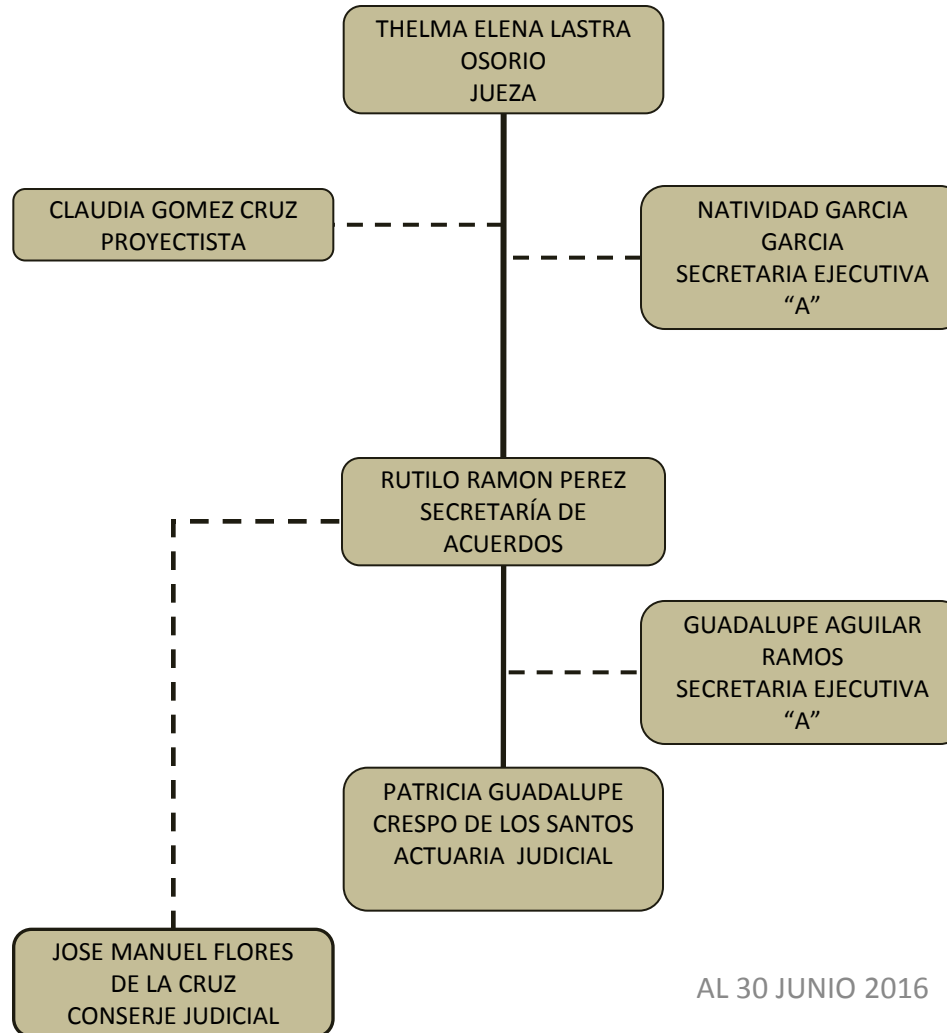 THELMA ELENA LASTRA
OSORIO
JUEZA
CLAUDIA GOMEZ CRUZ
PROYECTISTA
NATIVIDAD GARCIA
GARCIA
SECRETARIA EJECUTIVA
“A”
RUTILO RAMON PEREZ
SECRETARÍA DE
ACUERDOS
GUADALUPE AGUILAR
RAMOS
SECRETARIA EJECUTIVA
“A”
PATRICIA GUADALUPE
CRESPO DE LOS SANTOS
ACTUARIA  JUDICIAL
JOSE MANUEL FLORES
DE LA CRUZ
CONSERJE JUDICIAL
AL 30 JUNIO 2016